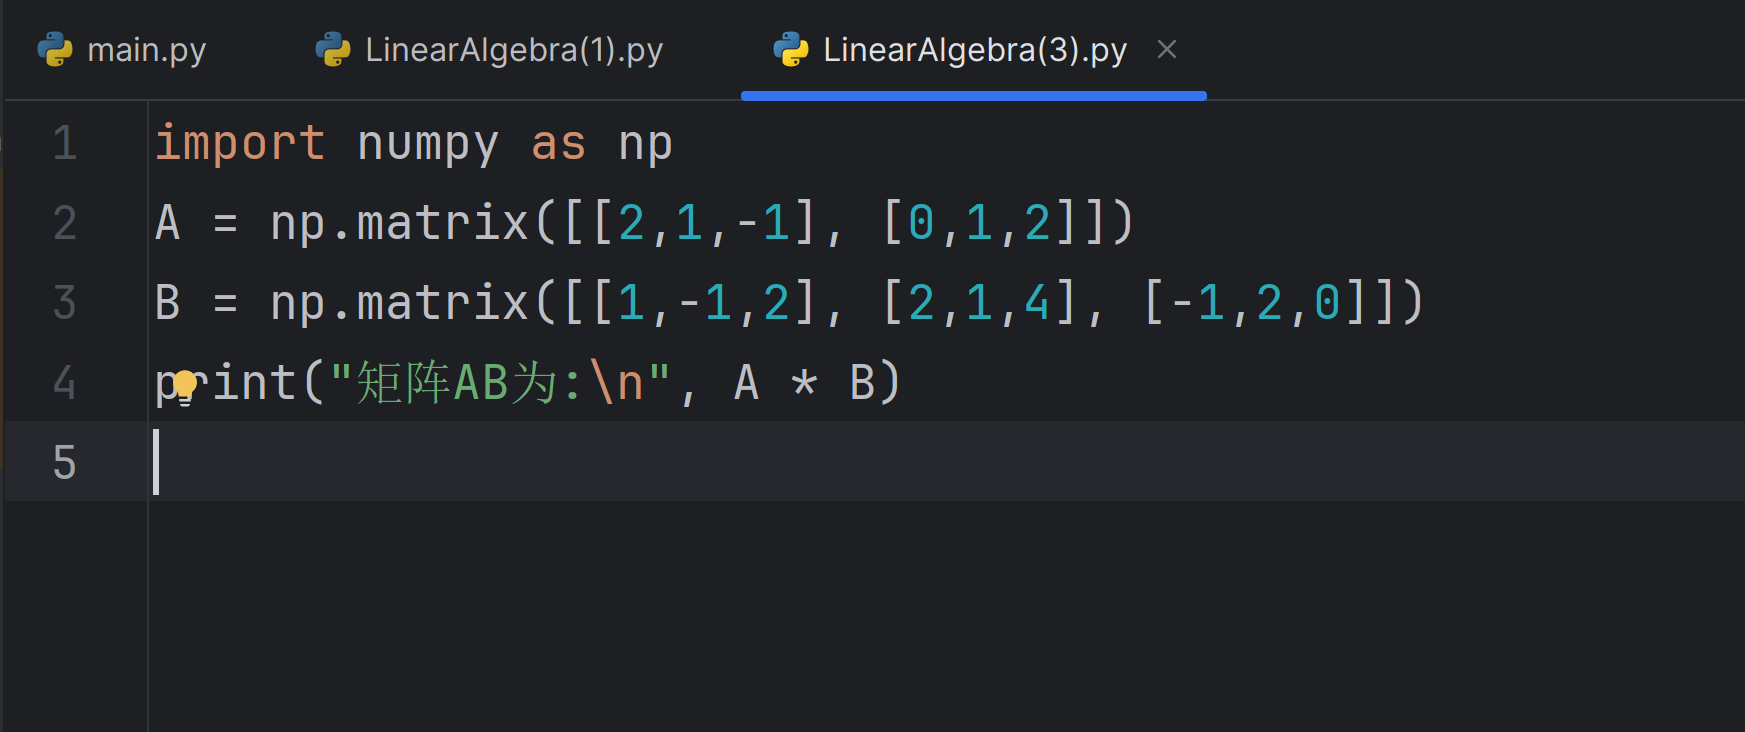 main.py LinearAlgebra(1).py LinearAlgebra(3).py
1 import numpy as np
2 A = np.matrix([[2,1,-1], [0,1,2]])
3 B = np.matrix([[1,-1,2], [2,1,4], [-1,2,0]])
4 print("矩阵AB为:\n", A * B)
5